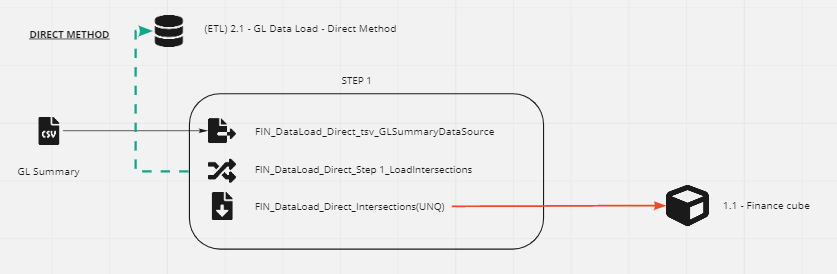 DIRECT METHOD
(ETL) 2.1 - GL Data Load - Direct Method
STEP 1
CSV
GL Summary
FIN_DataLoad_Direct_tsv_GLSummaryDataSource
FIN_DataLoad_Direct_Step 1_LoadIntersections
FIN_DataLoad_Direct_Intersections(UNQ)
1.1 - Finance cube